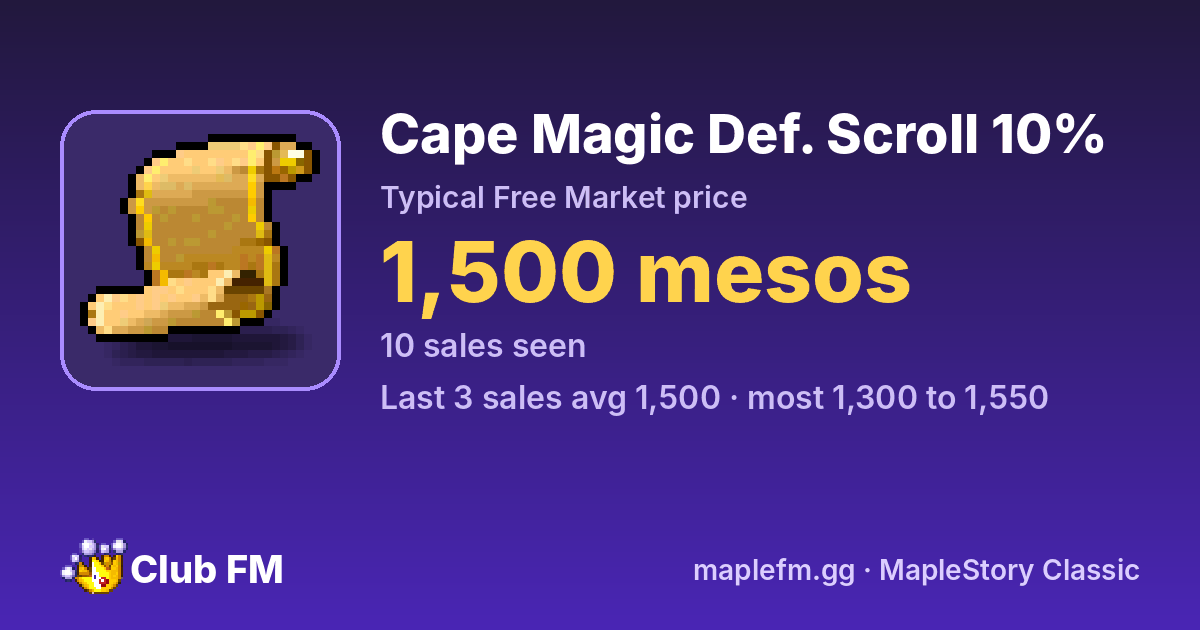 Cape Magic Def. Scroll 10%
Typical Free Market price
1,500 mesos
10 sales seen
Last 3 sales avg 1,500 · most 1,300 to 1,550
Club FM
maplefm.gg · MapleStory Classic